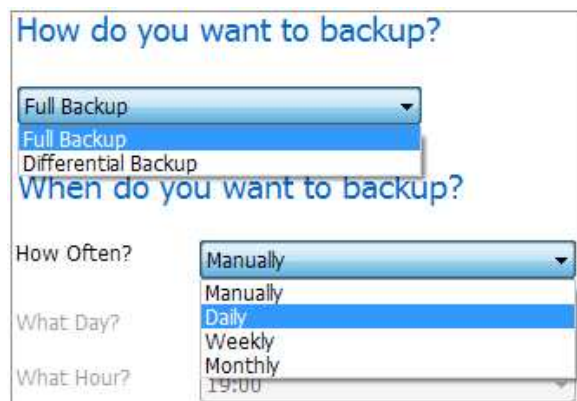 How do you want to backup?
Full Backup
Full Backup
Differential Backup
When do you want to backup?
How Often?
Manually
Manually
Daily
What Day?
Weekly
Monthly
What Hour?
19:00